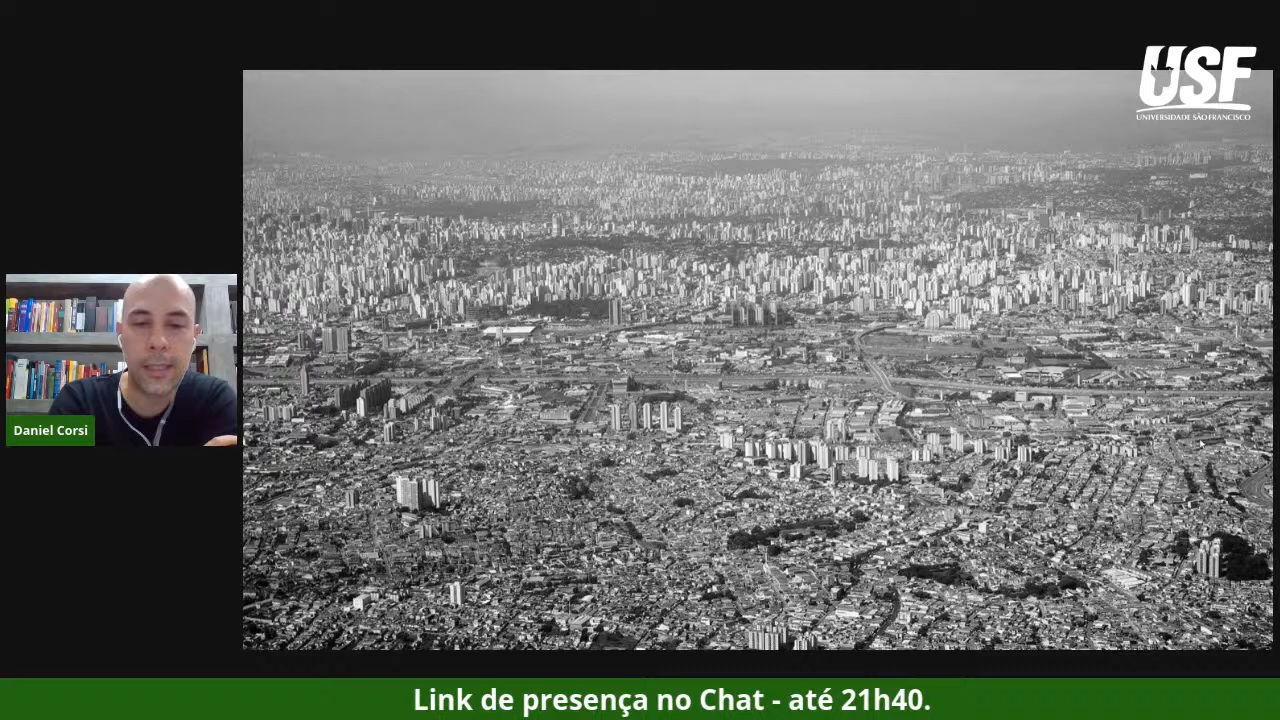 USF
UNIVERSIDADE SÃO FRANCISCO
Daniel Corsi
Link de presença no Chat - até 21h40.